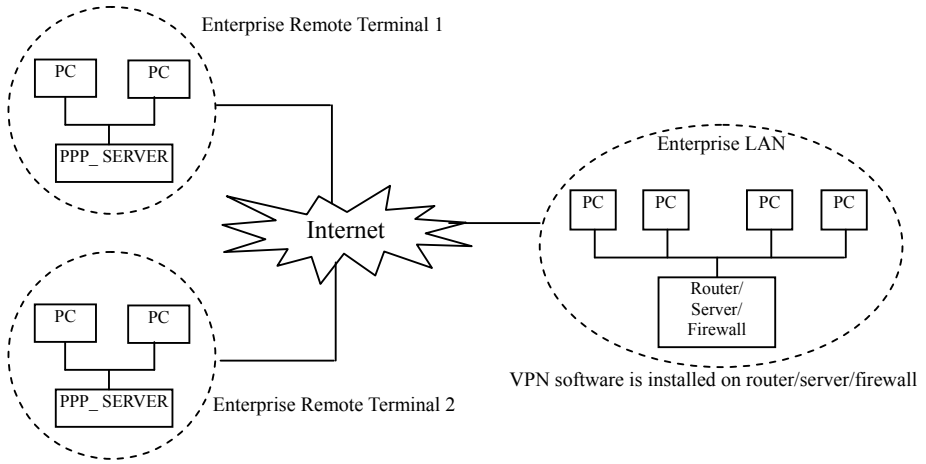 Enterprise Remote Terminal 1
PC
PC
PPP_ SERVER
Enterprise LAN
PC
PC
PC
PC
Internet
Router/
Server/
Firewall
PC
PC
PPP_ SERVER
VPN software is installed on router/server/firewall
Enterprise Remote Terminal 2